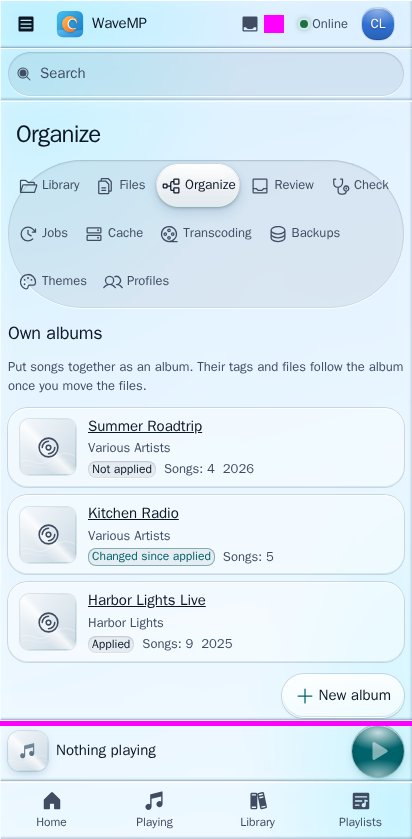 WaveMP
Online
CL
Search
Organize
Library
Files
Organize
Review
Check
Jobs
Cache
Transcoding
Backups
Themes
Profiles
Own albums
Put songs together as an album. Their tags and files follow the album
once you move the files.
Summer Roadtrip
Various Artists
Not applied Songs: 4 2026
Kitchen Radio
Various Artists
Changed since applied Songs: 5
Harbor Lights Live
Harbor Lights
Applied Songs: 9 2025
New album
Nothing playing
Home
Playing
Library
Playlists